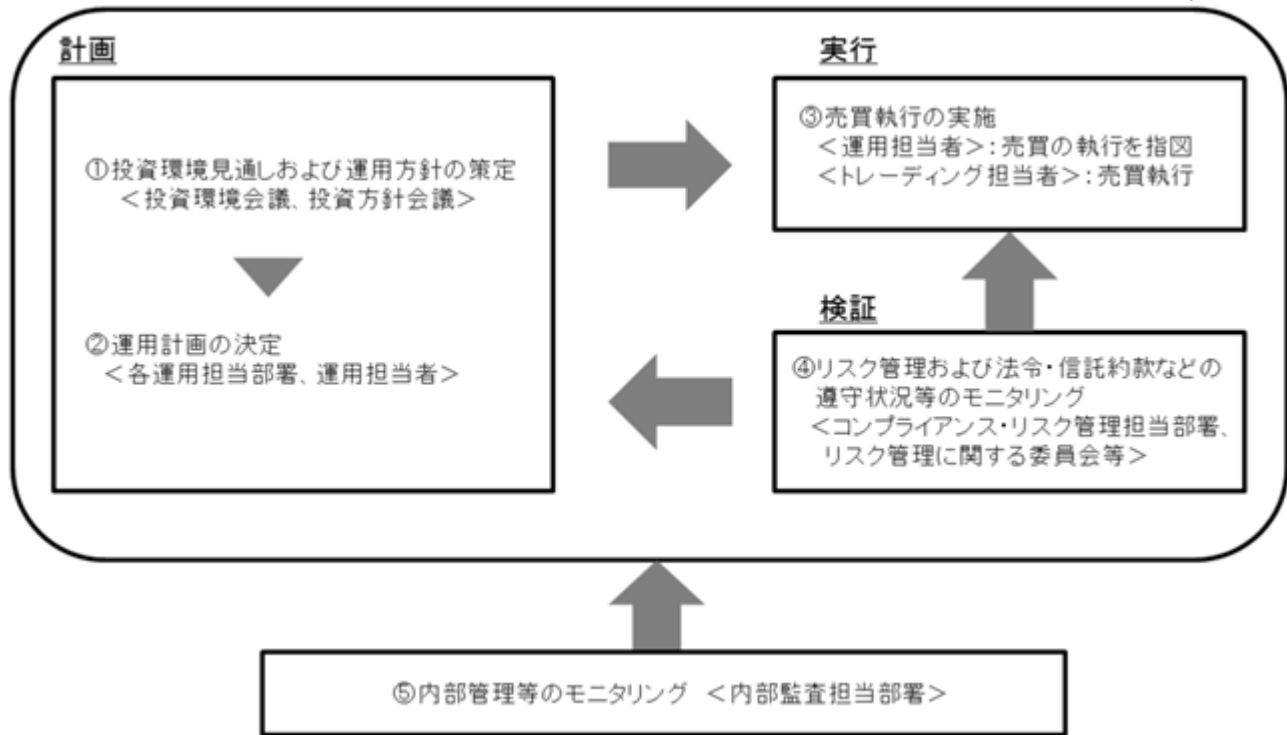 計画
①投資環境見通しおよび運用方針の策定
<投資環境会議、投資方針会議>
②運用計画の決定
<各運用担当部署、運用担当者>
実行
③売買執行の実施
<運用担当者>:売買の執行を指図
<トレーディング担当者>:売買執行
検証
④リスク管理および法令・信託約款などの
遵守状況等のモニタリング
<コンプライアンス・リスク管理担当部署、
リスク管理に関する委員会等>
⑤内部管理等のモニタリング <内部監査担当部署>